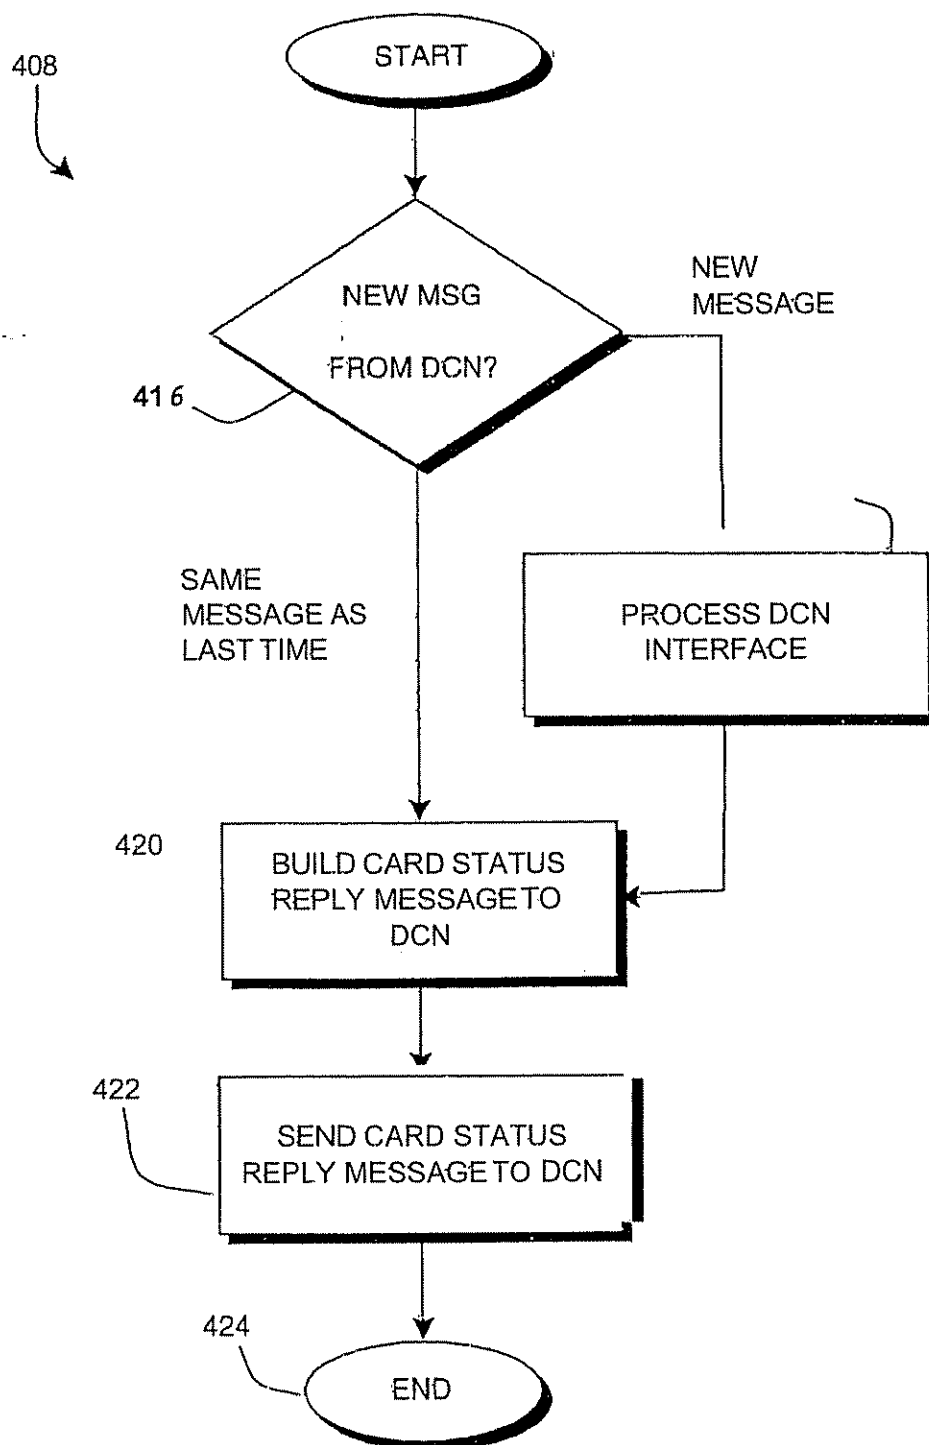 START
408
NEW MSG
FROM DCN?
NEW
MESSAGE
416
SAME
MESSAGE AS
LAST TIME
PROCESS DCN
INTERFACE
420
BUILD CARD STATUS
REPLY MESSAGE TO
DCN
422
SEND CARD STATUS
REPLY MESSAGE TO DCN
424
END